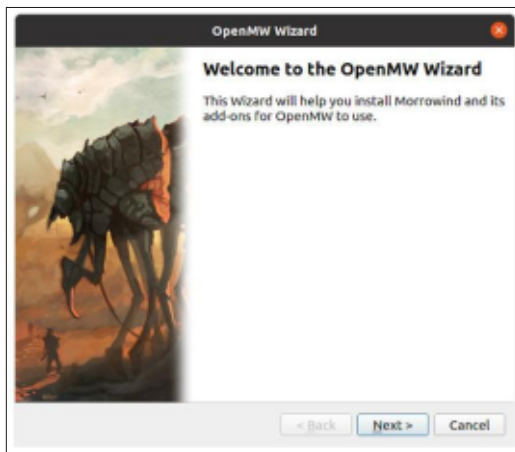 OpenMW Wizard
Welcome to the OpenMW Wizard
This Wizard will help you install Morrowind and its
add-ons for OpenMW to use.
< Back Next > Cancel